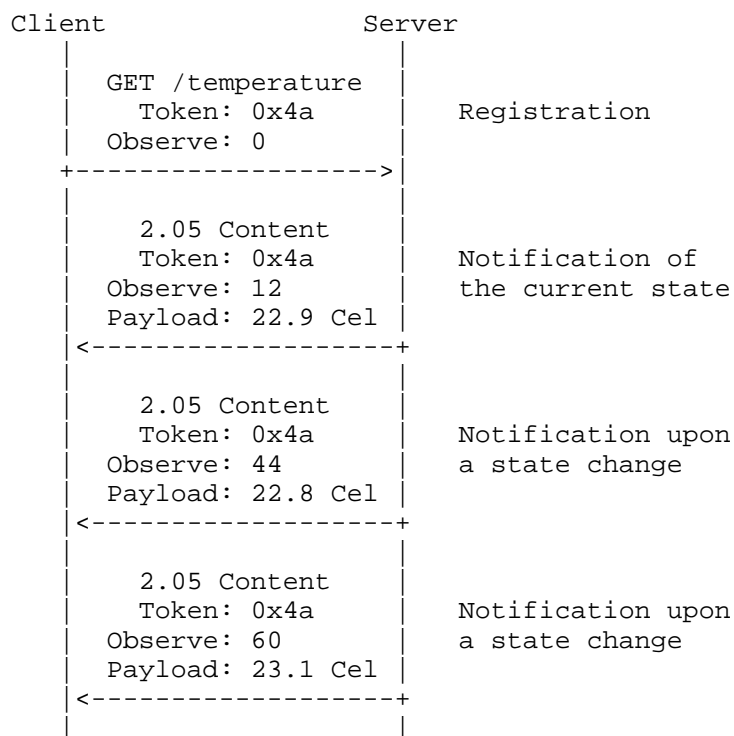 Client Server
GET /temperature
Token: 0x4a Registration
Observe: 0
+------------------->
2.05 Content
Token: 0x4a Notification of
Observe: 12 the current state
Payload: 22.9 Cel
<--------------------+
2.05 Content
Token: 0x4a Notification upon
Observe: 44 a state change
Payload: 22.8 Cel
<--------------------+
2.05 Content
Token: 0x4a Notification upon
Observe: 60 a state change
Payload: 23.1 Cel
<--------------------+